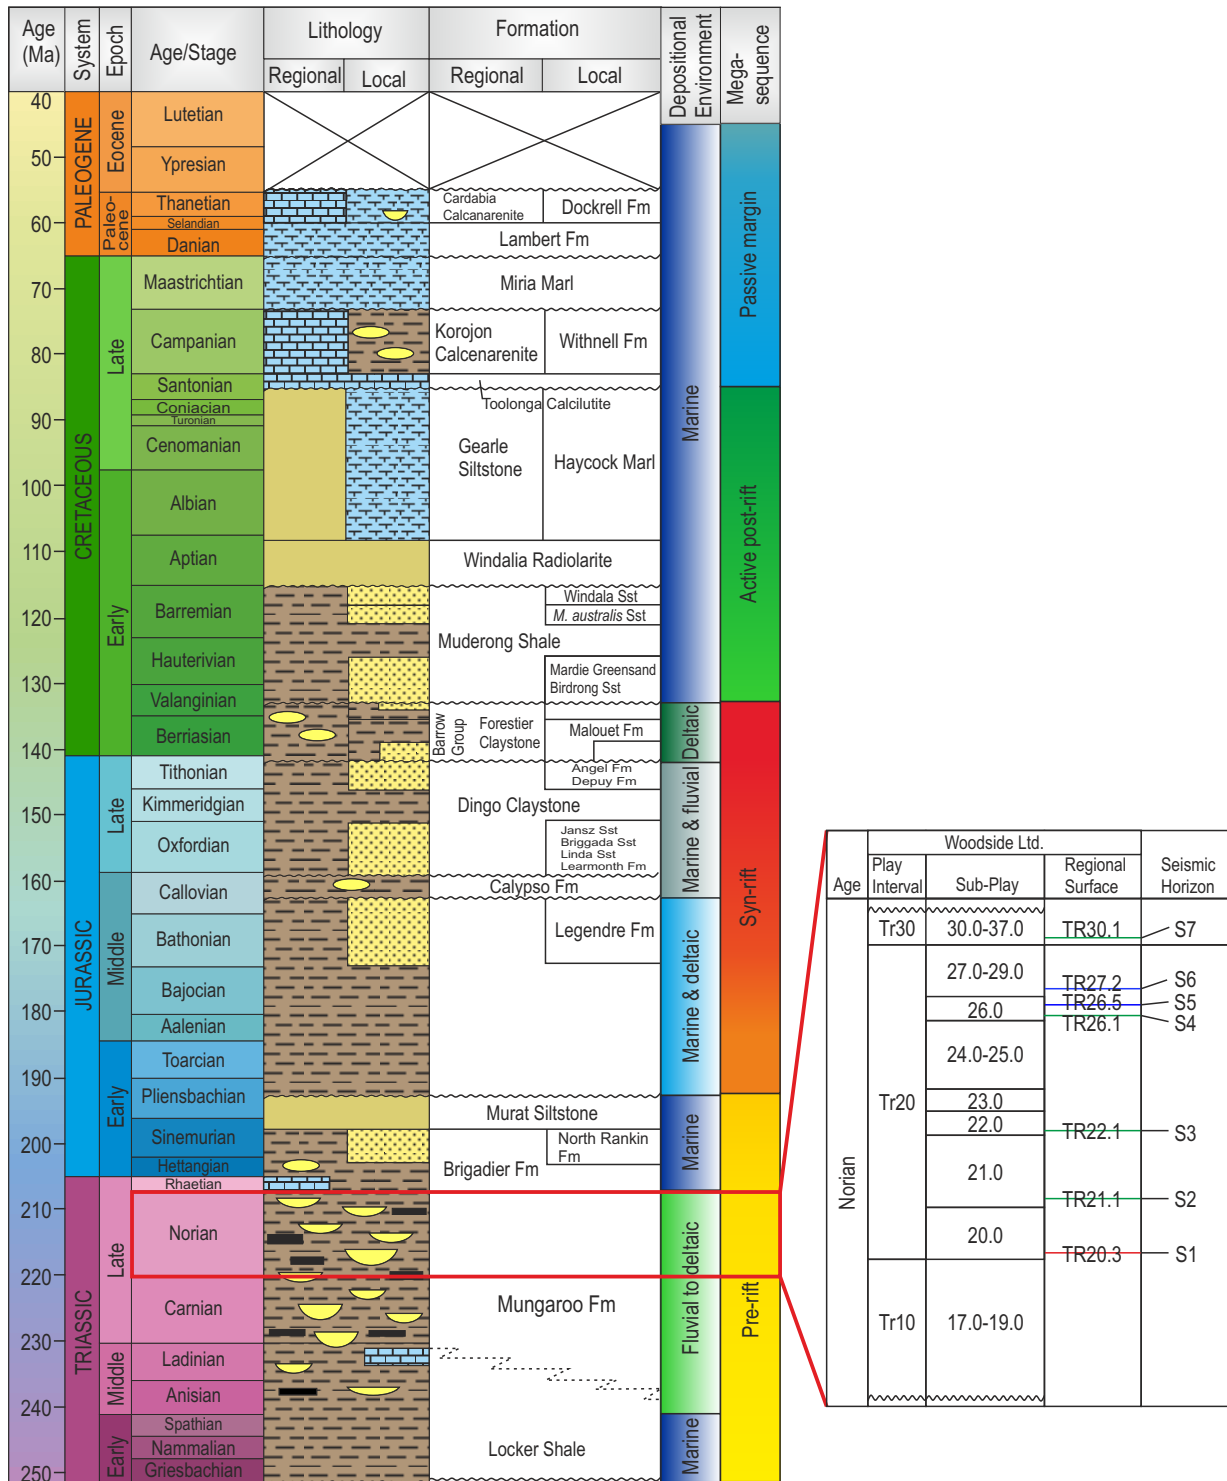 Age
(Ma)
System
Epoch
Age/Stage
Lithology
Regional
Local
Formation
Regional
Local
Depositional
Environment
Mega-
sequence
40
50
60
70
80
90
100
110
120
130
140
150
160
170
180
190
200
210
220
230
240
250
PALEOGENE
CRETACEOUS
JURASSIC
TRIASSIC
Eocene
Paleo-
cene
Late
Early
Late
Middle
Early
Late
Middle
Early
Lutetian
Ypresian
Thanetian
Selandian
Danian
Maastrichtian
Campanian
Santonian
Coniacian
Turonian
Cenomanian
Albian
Aptian
Barremian
Hauterivian
Valanginian
Berriasian
Tithonian
Kimmeridgian
Oxfordian
Callovian
Bathonian
Bajocian
Aalenian
Toarcian
Pliensbachian
Sinemurian
Hettangian
Rhaetian
Norian
Carnian
Ladinian
Anisian
Spathian
Nammalian
Griesbachian
Cardabia
Calcanarenite
Dockrell Fm
Lambert Fm
Miria Marl
Korojon
Calcenarenite
Withnell Fm
Toolonga Calcilutite
Gearle
Siltstone
Haycock Marl
Windalia Radiolarite
Windala Sst
M. australis Sst
Muderong Shale
Mardie Greensand
Birdrong Sst
Barrow
Group
Forestier
Claystone
Malouet Fm
Angel Fm
Depuy Fm
Dingo Claystone
Jansz Sst
Briggada Sst
Linda Sst
Learmonth Fm
Calypso Fm
Legendre Fm
Murat Siltstone
North Rankin
Fm
Brigadier Fm
Mungaroo Fm
Locker Shale
Marine
Deltaic
Marine & fluvial
Marine & deltaic
Marine
Fluvial to deltaic
Marine
Passive margin
Active post-rift
Syn-rift
Pre-rift
Woodside Ltd.
Age
Play
Interval
Sub-Play
Regional
Surface
Seismic
Horizon
Norian
Tr30
30.0-37.0
TR30.1
S7
Tr20
27.0-29.0
TR27.2
S6
26.0
TR26.5
S5
TR26.1
S4
24.0-25.0
23.0
22.0
TR22.1
S3
21.0
TR21.1
S2
20.0
TR20.3
S1
Tr10
17.0-19.0